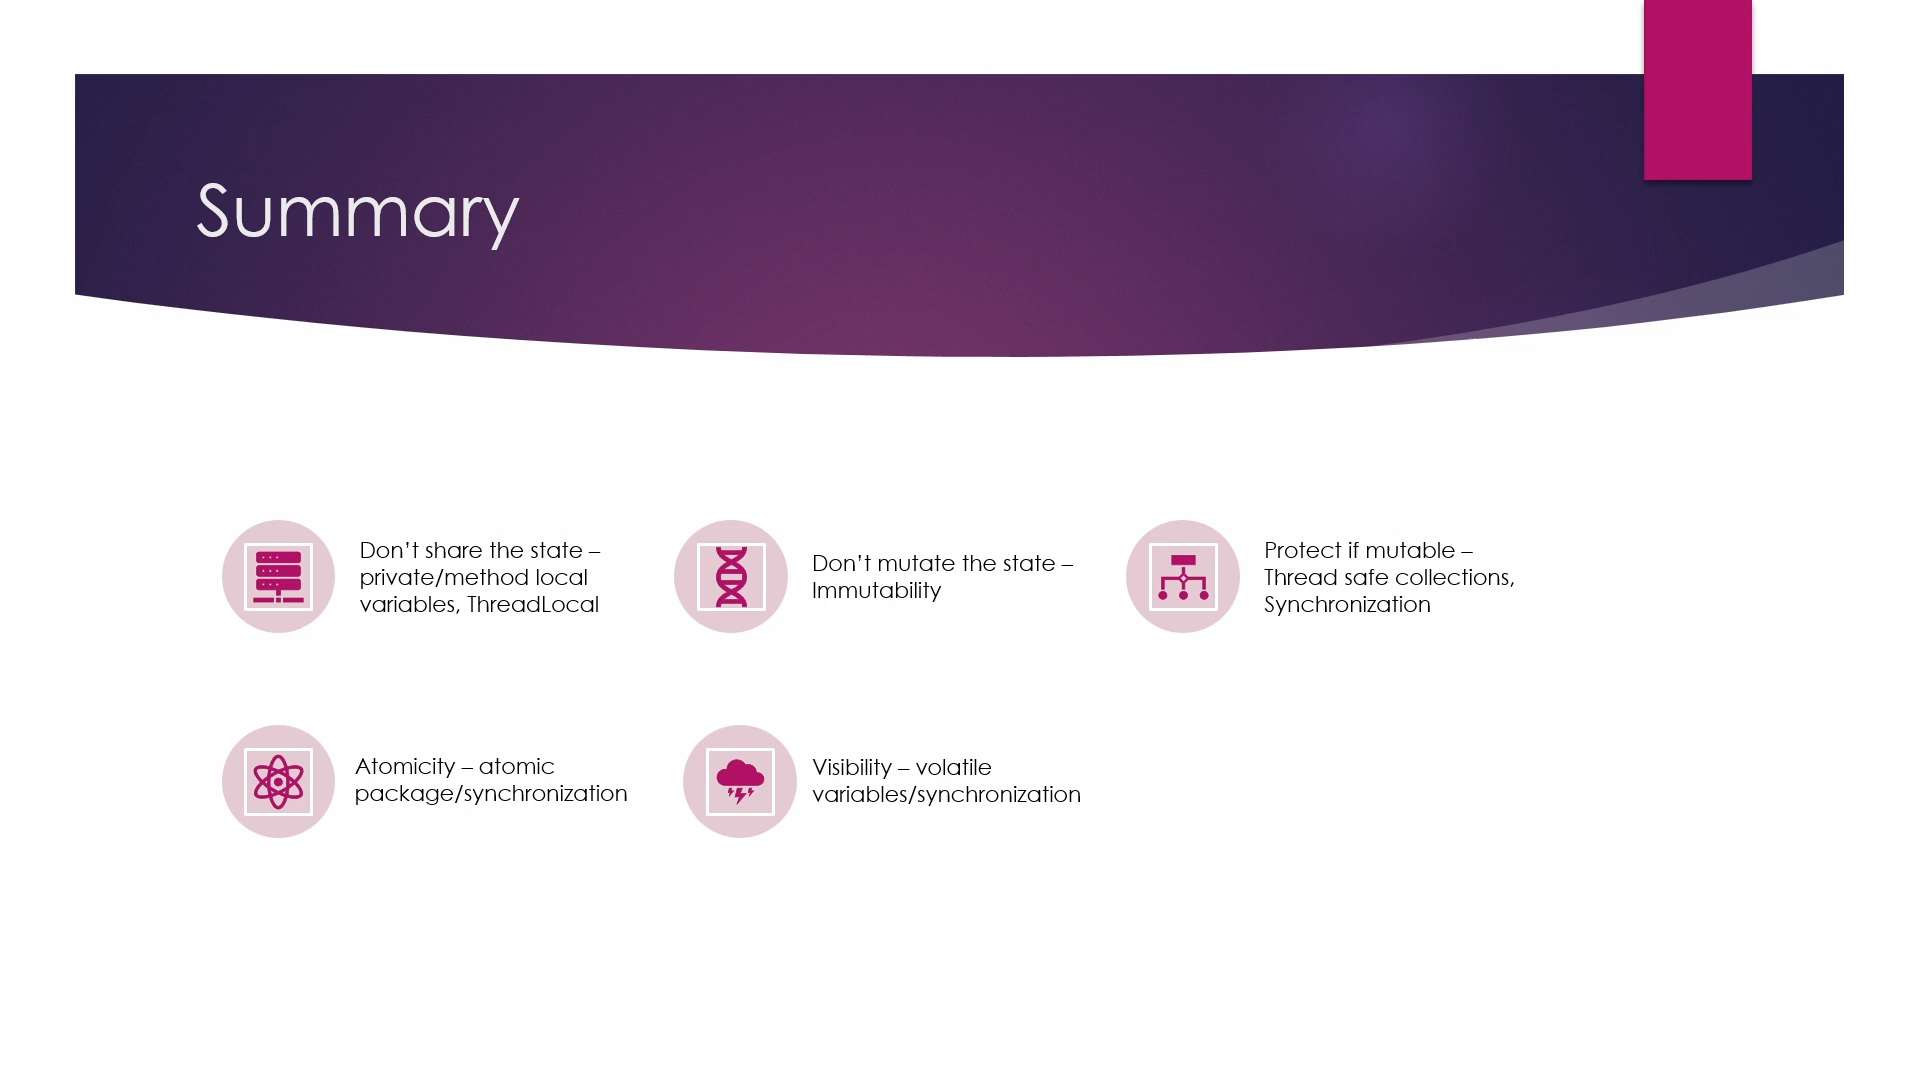 Summary
Don’t share the state –
private/method local
variables, ThreadLocal
Don’t mutate the state –
Immutability
Protect if mutable –
Thread safe collections,
Synchronization
Atomicity – atomic
package/synchronization
Visibility – volatile
variables/synchronization